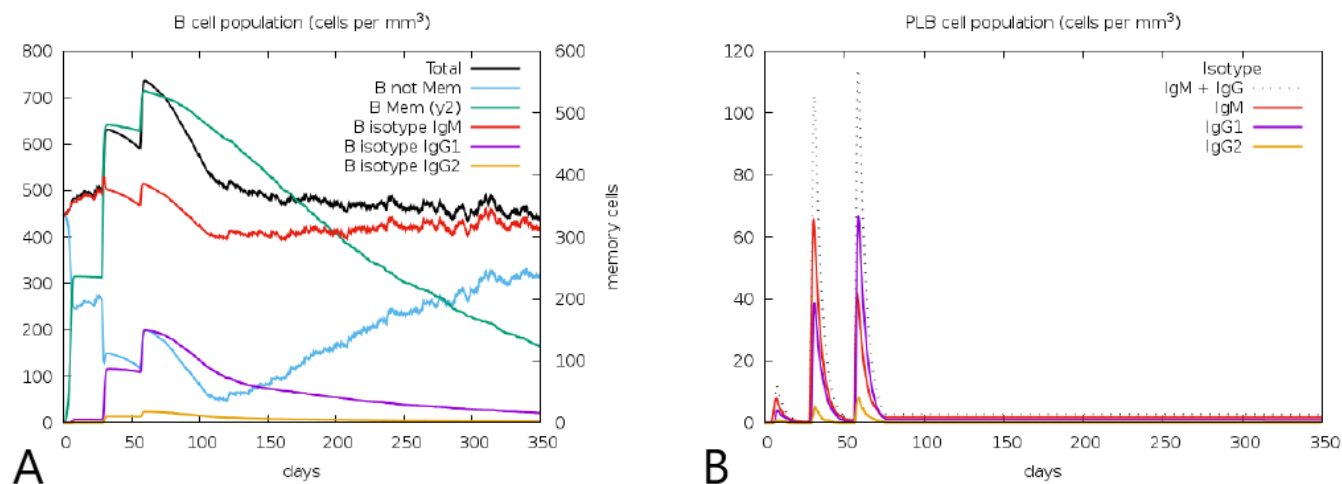 B cell population (cells per mm³)
800
700
600
500
400
300
200
100
0
600
500
400
300
200
100
0
memory cells
Total
B not Mem
B Mem (y2)
B isotype IgM
B isotype IgG1
B isotype IgG2
0 50 100 150 200 250 300 350
days
A
PLB cell population (cells per mm³)
120
100
80
60
40
20
0
Isotype
IgM + IgG
IgM
IgG1
IgG2
0 50 100 150 200 250 300 350
days
B